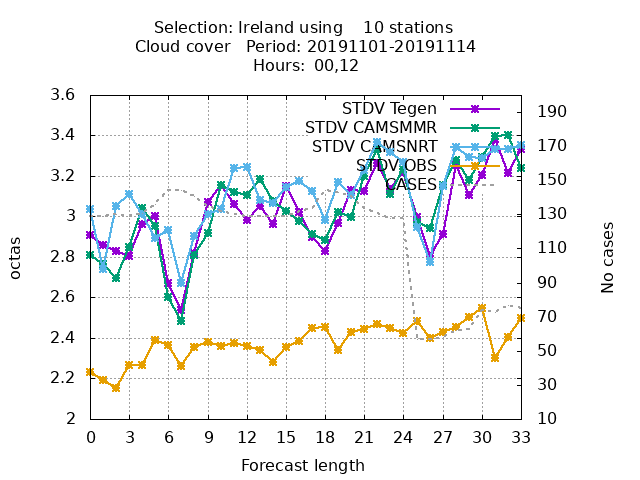 Selection: Ireland using    10 stations
Cloud cover   Period: 20191101-20191114
Hours: 00,12
3.6
3.4
3.2
3
2.8
2.6
2.4
2.2
2
octas
STDV Tegen
STDV CAMSMMR
STDV CAMSNRT
STDV OBS
CASES
190
170
150
130
110
90
70
50
30
10
No cases
0 3 6 9 12 15 18 21 24 27 30 33
Forecast length